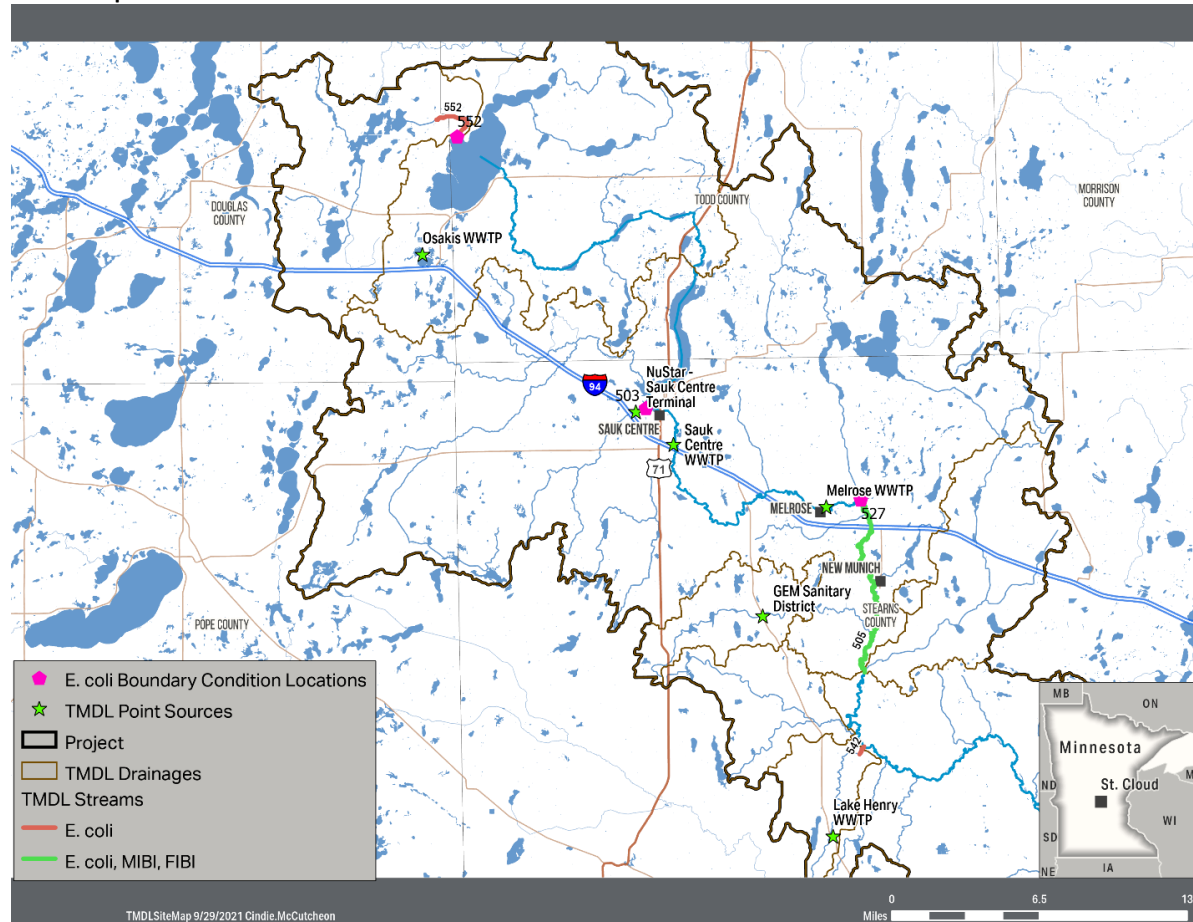 552
552
DOUGLAS
COUNTY
TODD COUNTY
MORRISON
COUNTY
Osakis WWTP
94
503
NuStar -
Sauk Centre
Terminal
SAUK CENTRE
Sauk
Centre
WWTP
71
Melrose WWTP
MELROSE
527
NEW MUNICH
GEM Sanitary
District
STEARNS
COUNTY
505
POPE COUNTY
542
Lake Henry
WWTP
E. coli Boundary Condition Locations
TMDL Point Sources
Project
TMDL Drainages
TMDL Streams
E. coli
E. coli, MIBI, FIBI
MB
ON
Minnesota
ND
St. Cloud
SD
WI
NE
IA
TMDLSiteMap 9/29/2021 Cindie.McCutcheon
0
6.5
13
Miles